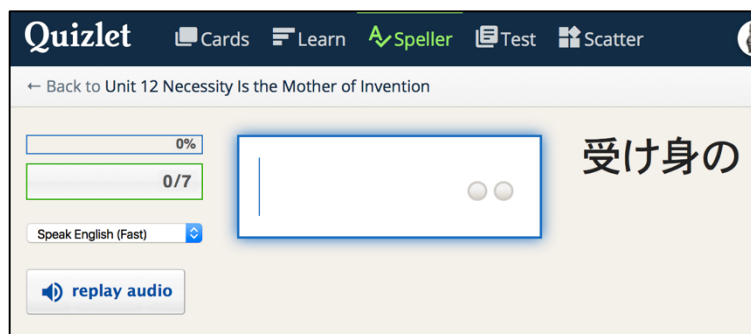 Quizlet Cards Learn Speller Test Scatter
← Back to Unit 12 Necessity Is the Mother of Invention
0%
0/7
Speak English (Fast)
replay audio
受け身の